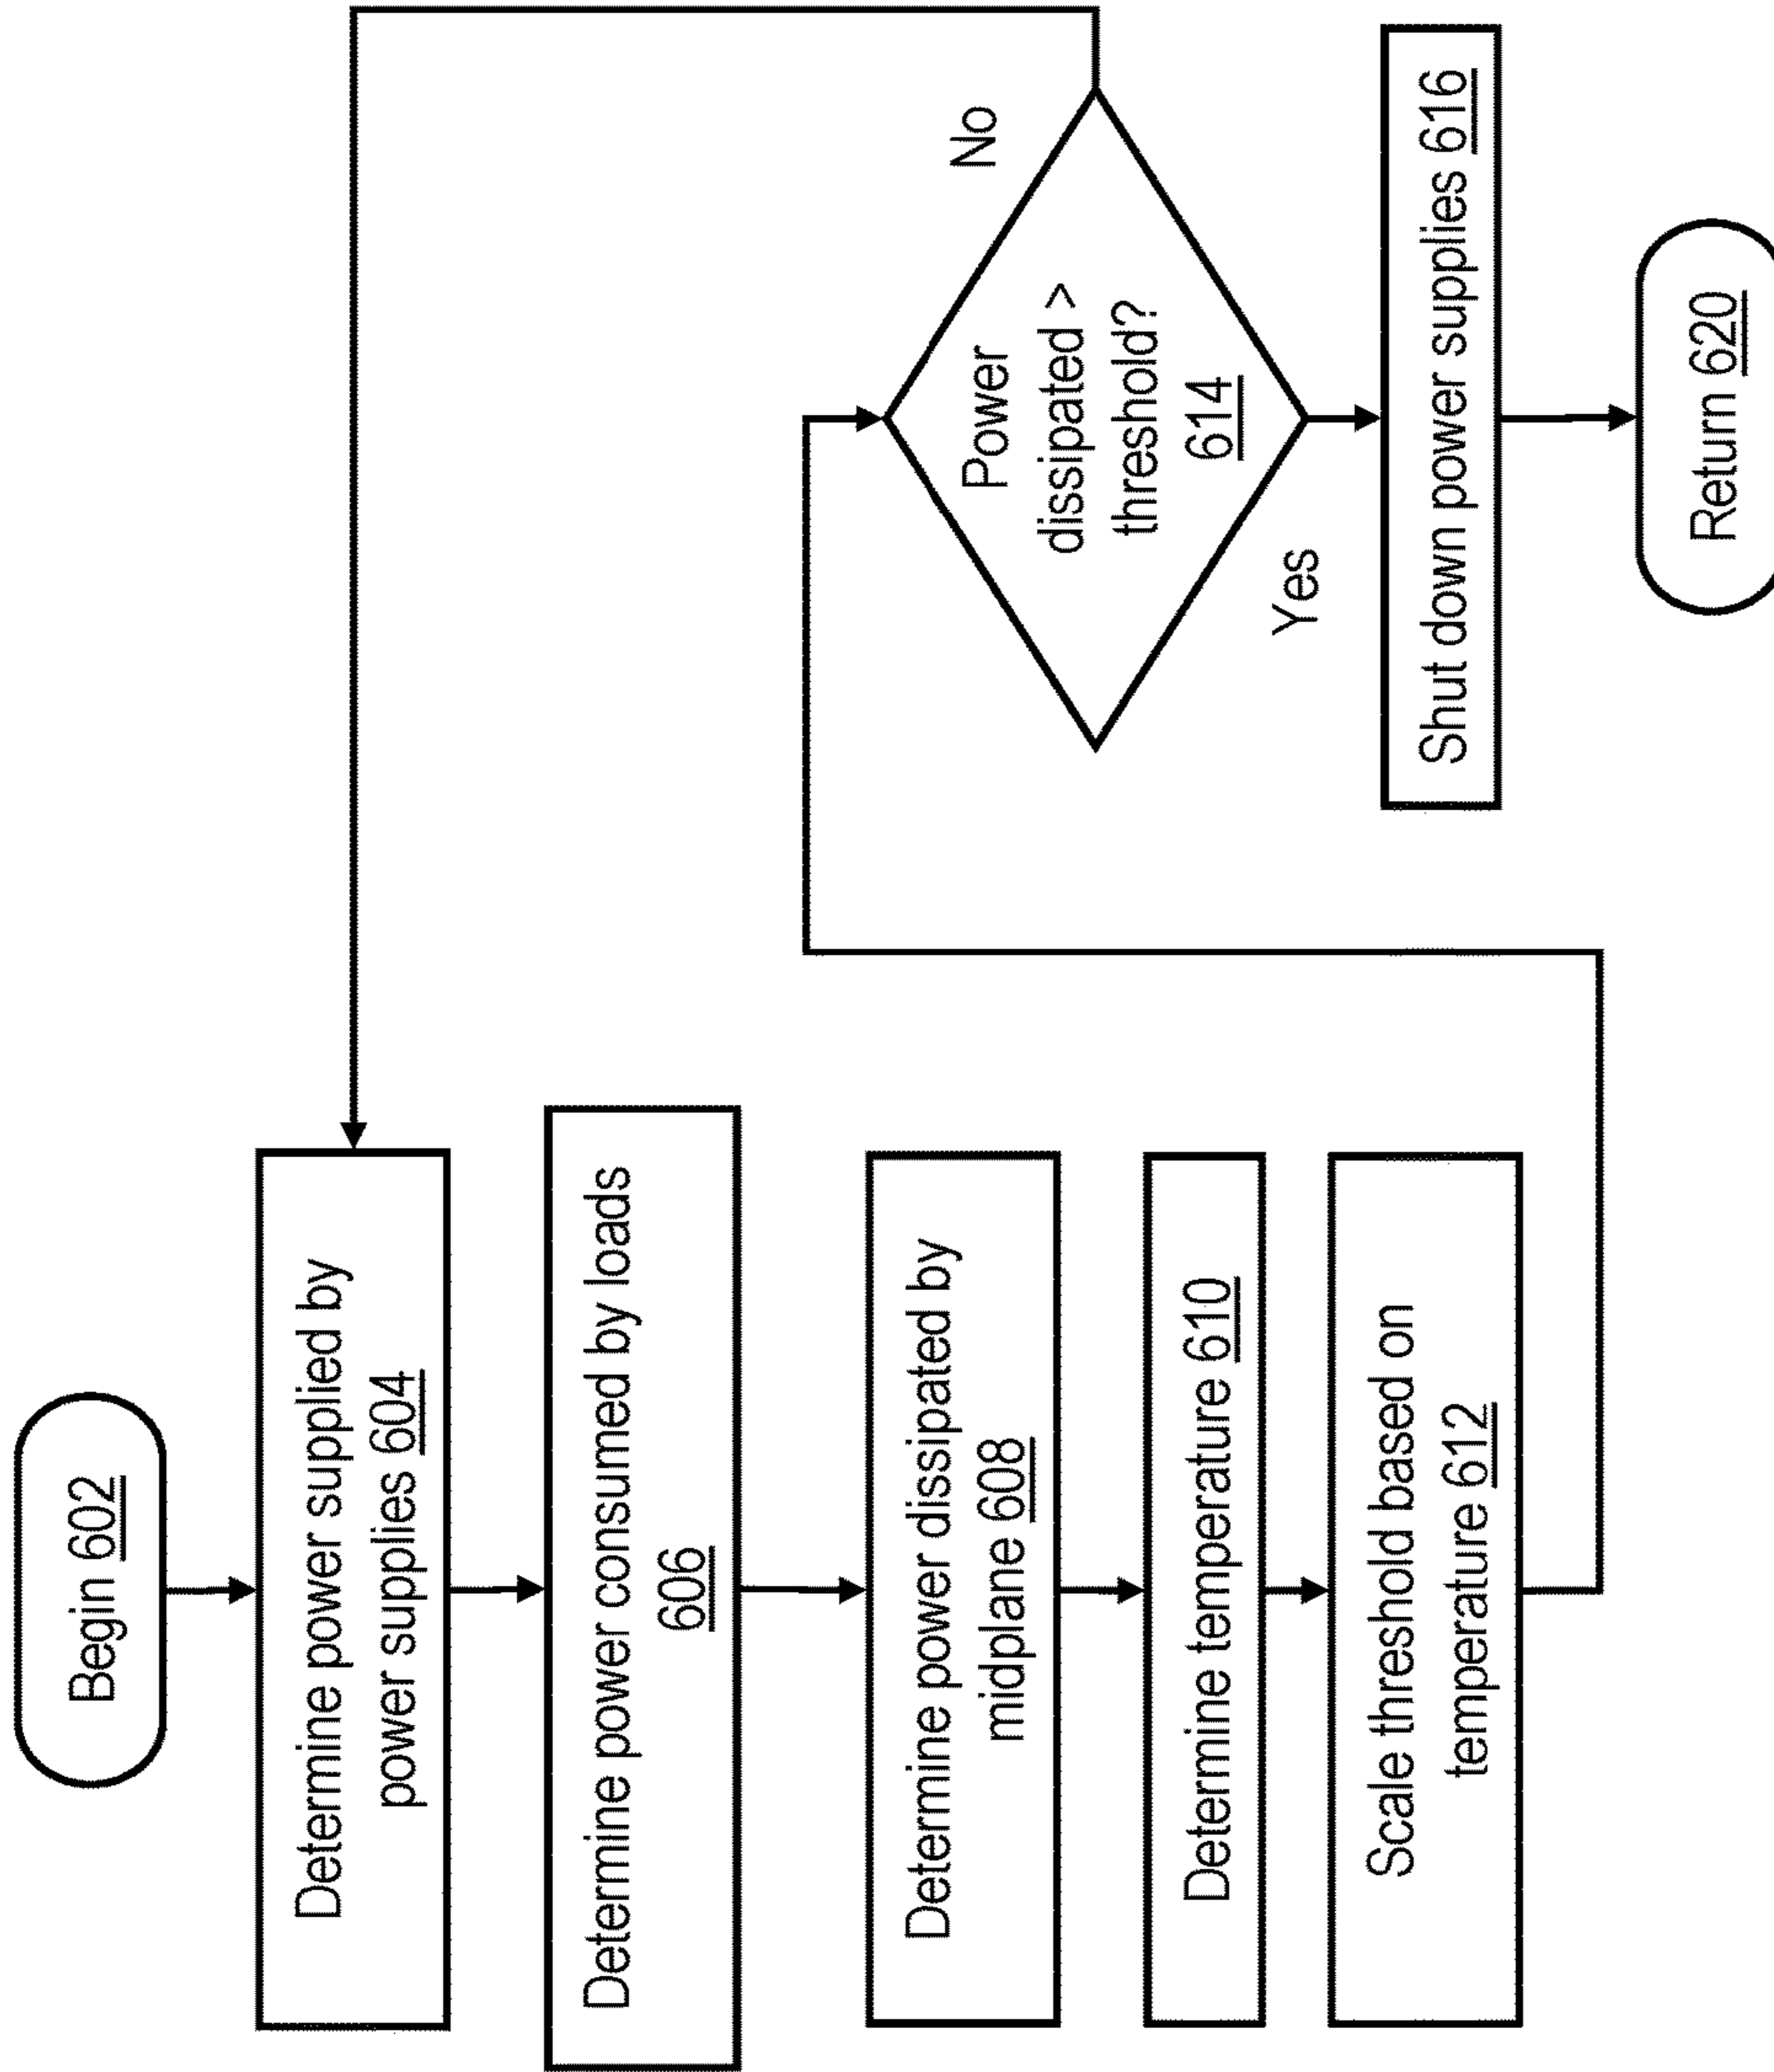 Begin 602
Determine power supplied by
power supplies 604
Determine power consumed by loads
606
Determine power dissipated by
midplane 608
Determine temperature 610
Scale threshold based on
temperature 612
Power
dissipated >
threshold?
614
No
Yes
Shut down power supplies 616
Return 620